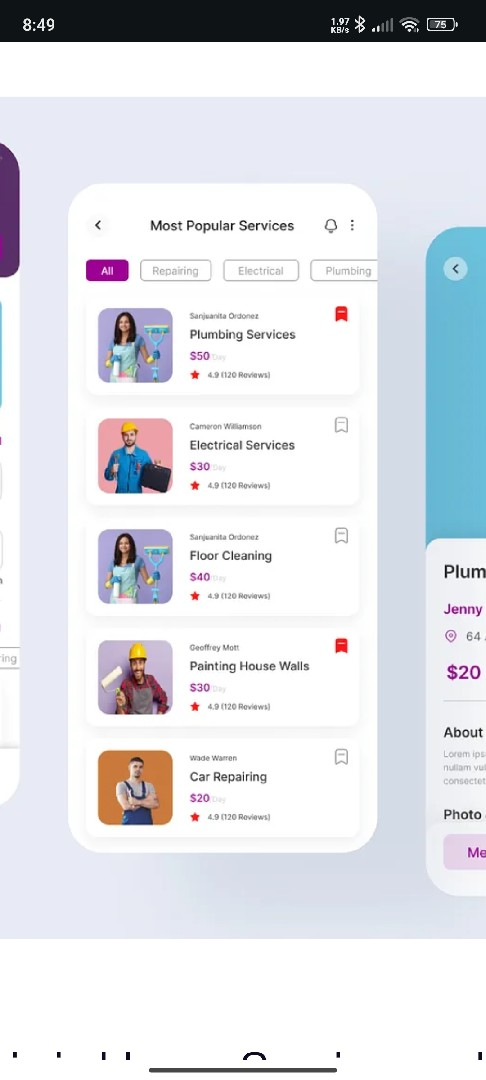 8:49
1.97
KB/s
75
Most Popular Services
All
Repairing
Electrical
Plumbing
Sanjuanita Ordonez
Plumbing Services
$50/Day
4.9 (120 Reviews)
Cameron Williamson
Electrical Services
$30/Day
4.9 (120 Reviews)
Sanjuanita Ordonez
Floor Cleaning
$40/Day
4.9 (120 Reviews)
Geoffrey Mott
Painting House Walls
$30/Day
4.9 (120 Reviews)
Wade Warren
Car Repairing
$20/Day
4.9 (120 Reviews)
ring
Plum
Jenny
64
$20
About
Lorem ips
nullam vul
consectet
Photo
Me